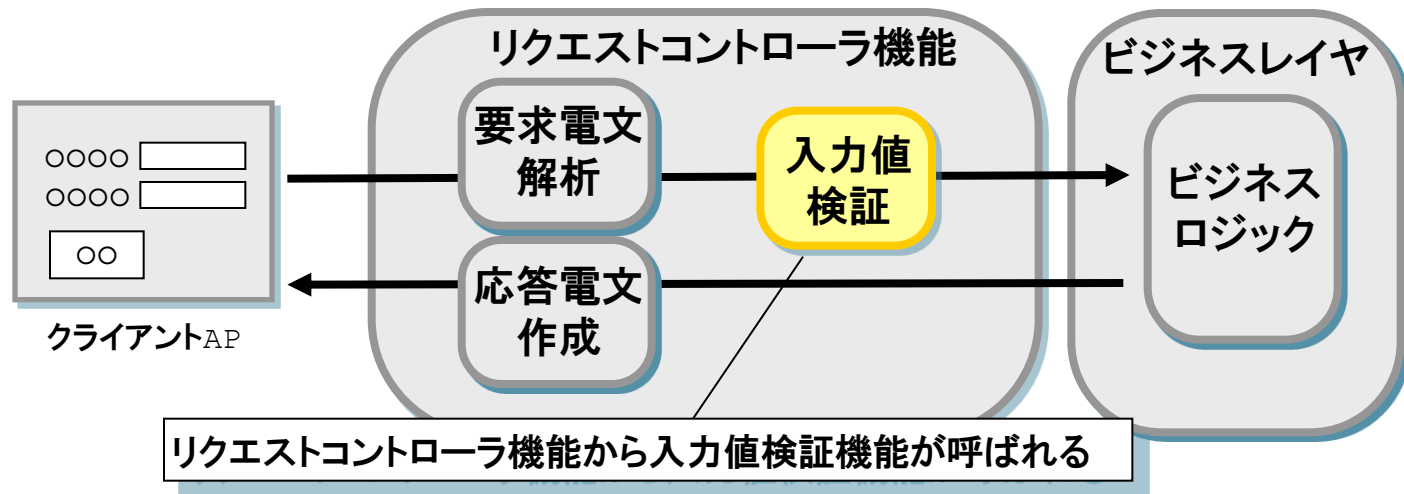 リクエストコントローラ機能
ビジネスレイヤ
要求電文
解析
入力値
検証
ビジネス
ロジック
○○○○
○○○○
○○
応答電文
作成
クライアントAP
リクエストコントローラ機能から入力値検証機能が呼ばれる